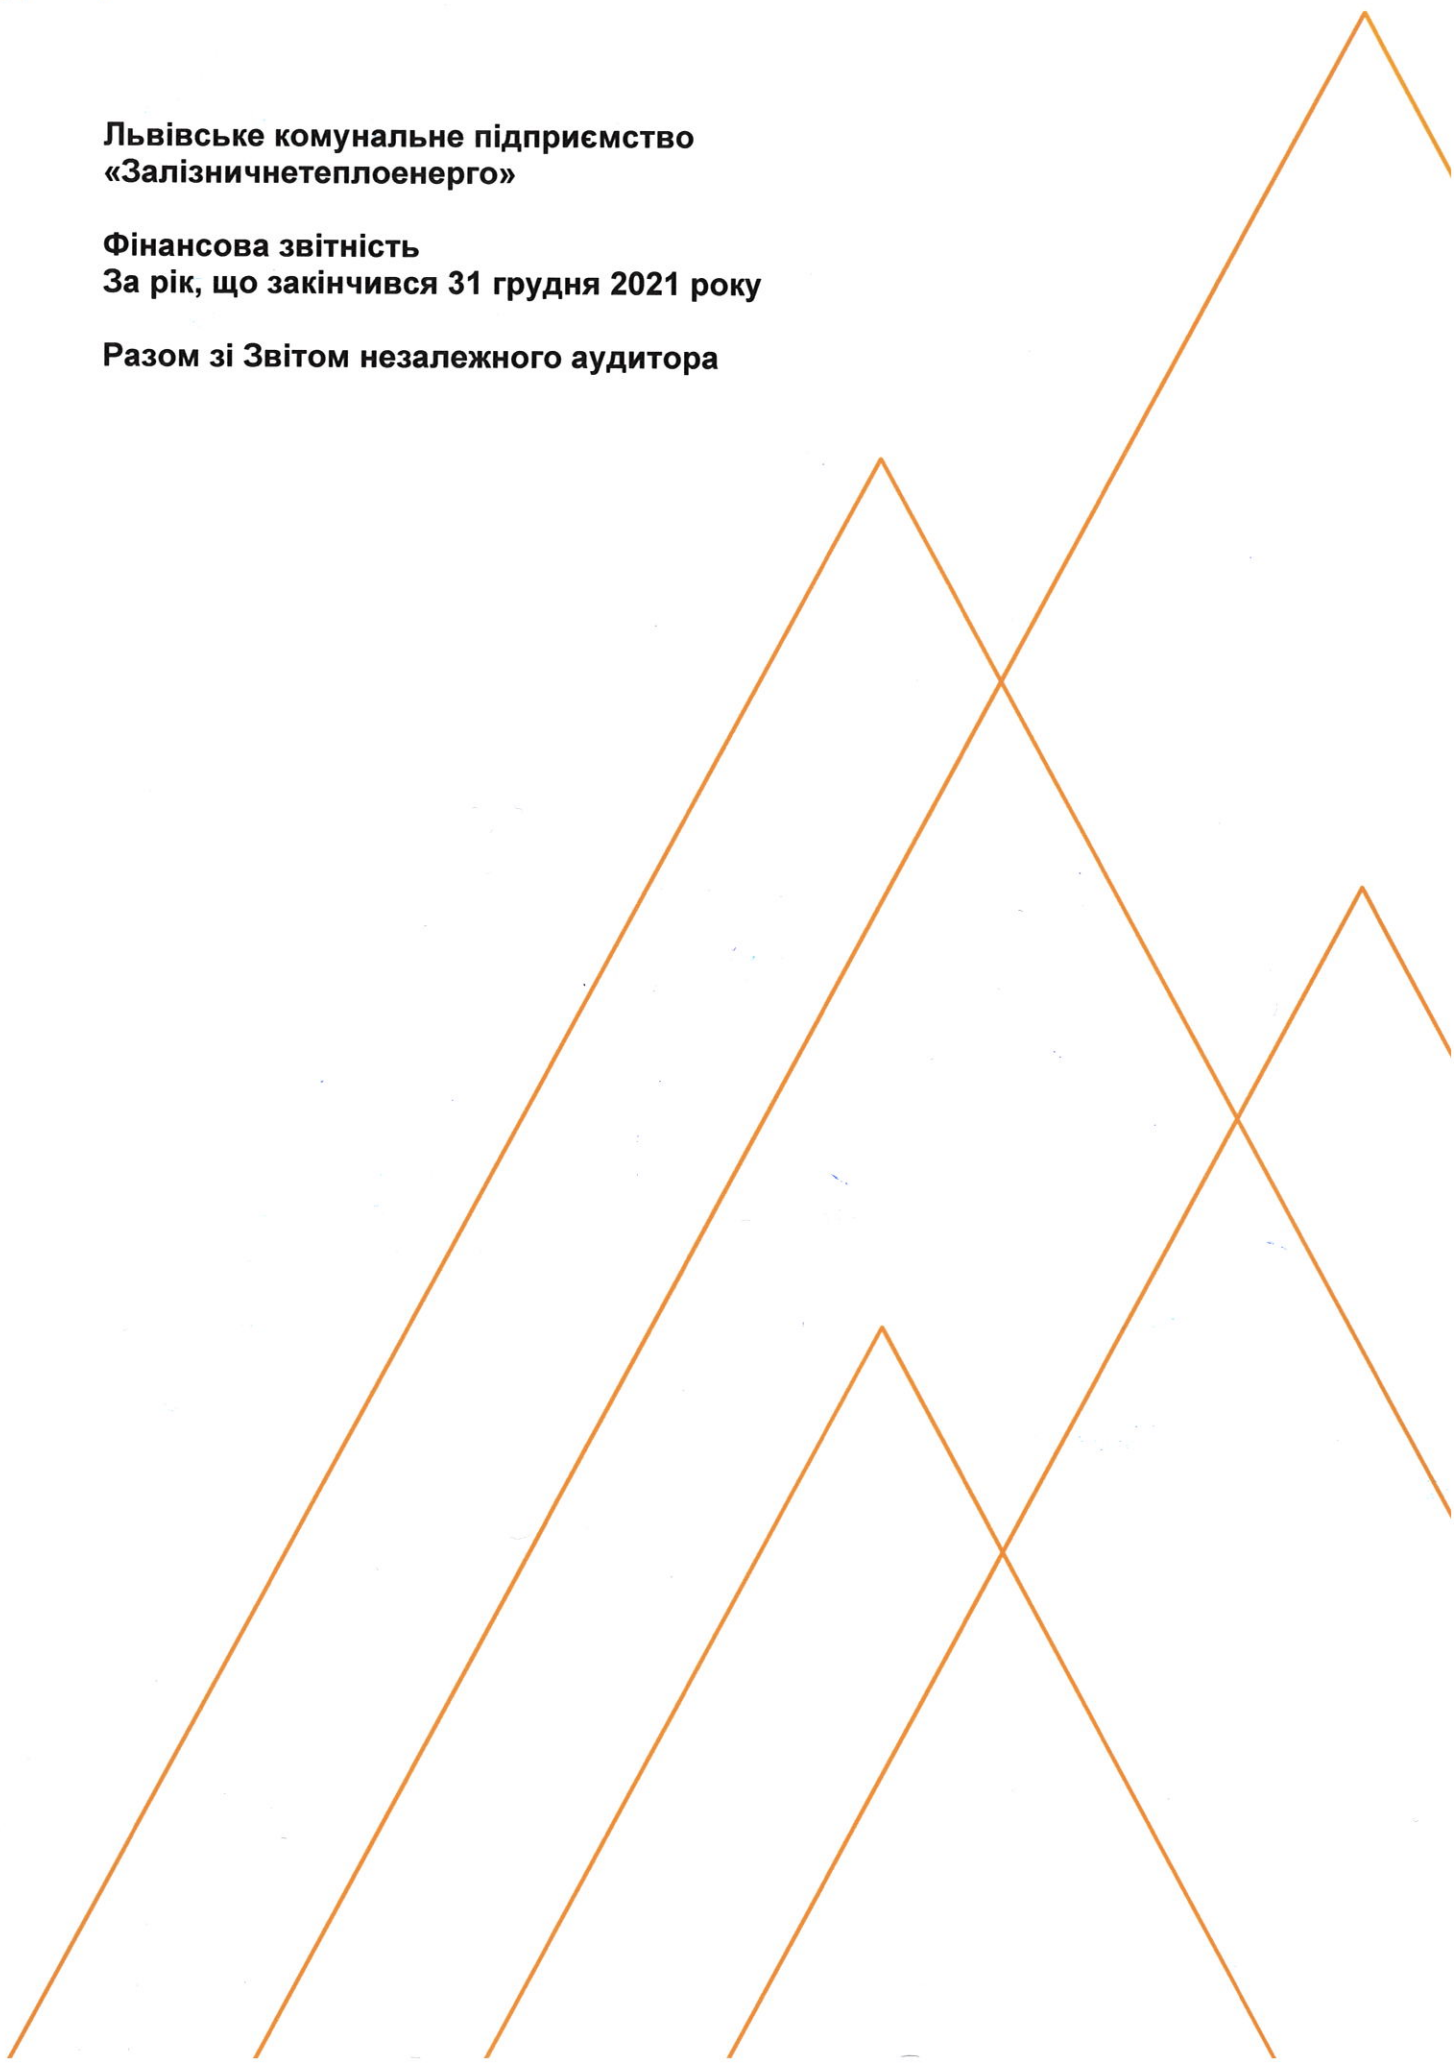 Львівське комунальне підприємство
«Залізничнетеплоенерго»
Фінансова звітність
За рік, що закінчився 31 грудня 2021 року
Разом зі Звітом незалежного аудитора